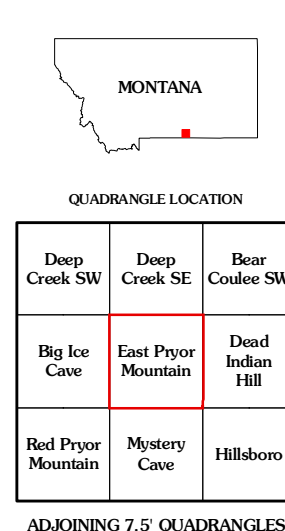 MONTANA
QUADRANGLE LOCATION
Deep
Creek SW
Deep
Creek SE
Bear
Coulee SW
Big Ice
Cave
East Pryor
Mountain
Dead
Indian
Hill
Red Pryor
Mountain
Mystery
Cave
Hillsboro
ADJOINING 7.5' QUADRANGLES